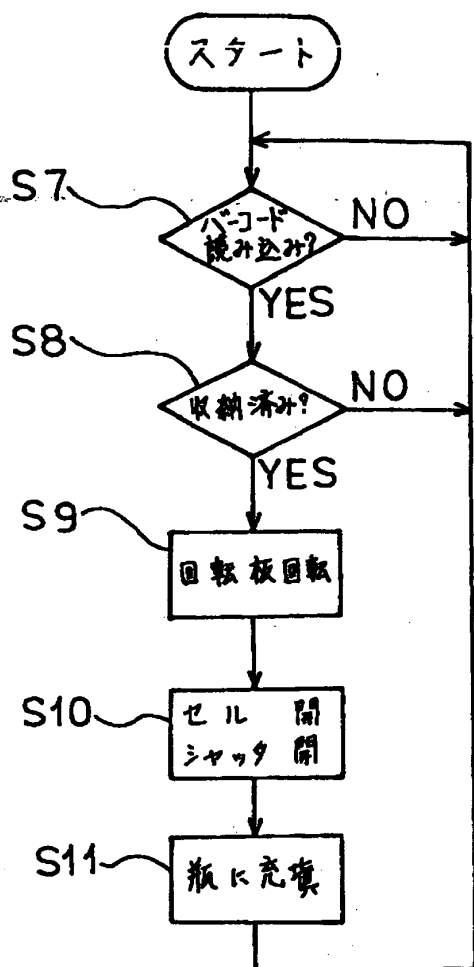 スタート
S7
バーコード
読み込み?
NO
YES
S8
収納済み?
NO
YES
S9
回転板回転
S10
セル 開
シャッタ 開
S11
瓶に充填